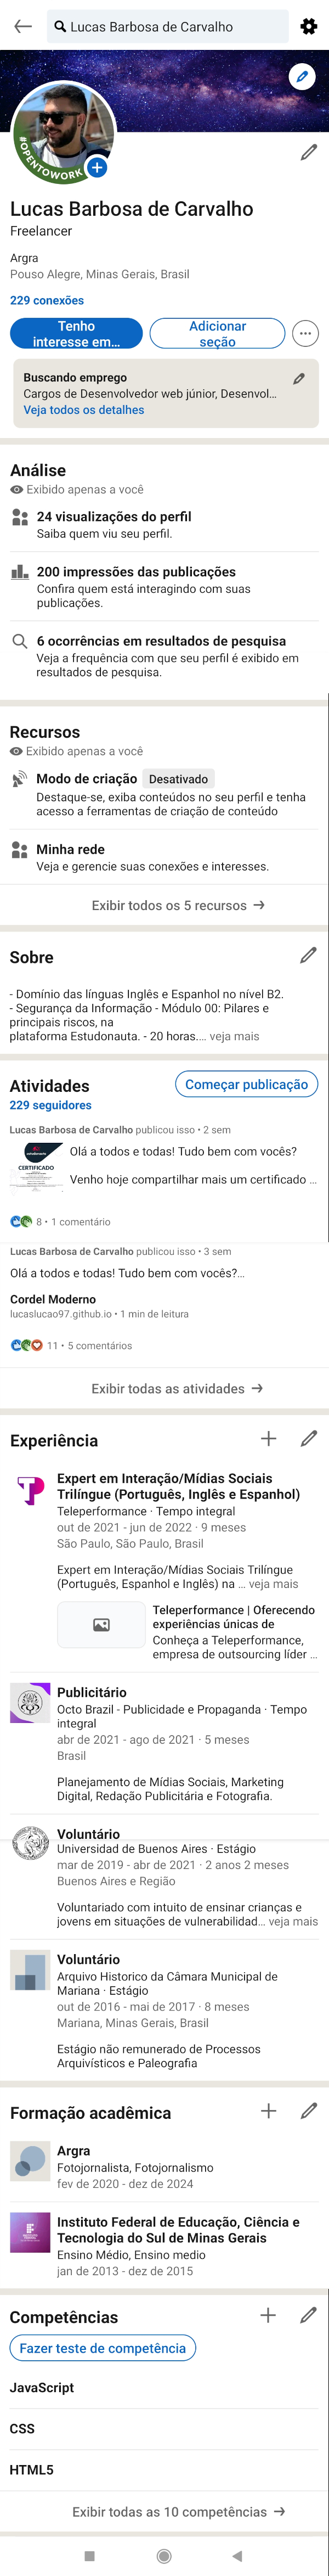 Lucas Barbosa de Carvalho
#OPENTOWORK
Lucas Barbosa de Carvalho
Freelancer
Argra
Pouso Alegre, Minas Gerais, Brasil
229 conexões
Tenho
interesse em...
Adicionar
seção
Buscando emprego
Cargos de Desenvolvedor web júnior, Desenvol...
Veja todos os detalhes
Análise
Exibido apenas a você
24 visualizações do perfil
Saiba quem viu seu perfil.
200 impressões das publicações
Confira quem está interagindo com suas
publicações.
6 ocorrências em resultados de pesquisa
Veja a frequência com que seu perfil é exibido em
resultados de pesquisa.
Recursos
Exibido apenas a você
Modo de criação Desativado
Destaque-se, exiba conteúdos no seu perfil e tenha
acesso a ferramentas de criação de conteúdo
Minha rede
Veja e gerencie suas conexões e interesses.
Exibir todos os 5 recursos →
Sobre
- Domínio das línguas Inglês e Espanhol no nível B2.
- Segurança da Informação - Módulo 00: Pilares e
principais riscos, na
plataforma Estudonauta. - 20 horas.... veja mais
Atividades
Começar publicação
229 seguidores
Lucas Barbosa de Carvalho publicou isso • 2 sem
CERTIFICADO
Olá a todos e todas! Tudo bem com vocês?
Venho hoje compartilhar mais um certificado ...
8 • 1 comentário
Lucas Barbosa de Carvalho publicou isso • 3 sem
Olá a todos e todas! Tudo bem com vocês?...
Cordel Moderno
lucaslucao97.github.io • 1 min de leitura
11 • 5 comentários
Exibir todas as atividades →
Experiência
Expert em Interação/Mídias Sociais
Trilíngue (Português, Inglês e Espanhol)
Teleperformance · Tempo integral
out de 2021 - jun de 2022 · 9 meses
São Paulo, São Paulo, Brasil
Expert em Interação/Mídias Sociais Trilíngue
(Português, Espanhol e Inglês) na ... veja mais
Teleperformance | Oferecendo
experiências únicas de
Conheça a Teleperformance,
empresa de outsourcing líder ...
Publicitário
Octo Brazil - Publicidade e Propaganda · Tempo
integral
abr de 2021 - ago de 2021 · 5 meses
Brasil
Planejamento de Mídias Sociais, Marketing
Digital, Redação Publicitária e Fotografia.
Voluntário
Universidad de Buenos Aires · Estágio
mar de 2019 - abr de 2021 · 2 anos 2 meses
Buenos Aires e Região
Voluntariado com intuito de ensinar crianças e
jovens em situações de vulnerabilidad... veja mais
Voluntário
Arquivo Historico da Câmara Municipal de
Mariana · Estágio
out de 2016 - mai de 2017 · 8 meses
Mariana, Minas Gerais, Brasil
Estágio não remunerado de Processos
Arquivísticos e Paleografia
Formação acadêmica
Argra
Fotojornalista, Fotojornalismo
fev de 2020 - dez de 2024
Instituto Federal de Educação, Ciência e
Tecnologia do Sul de Minas Gerais
Ensino Médio, Ensino medio
jan de 2013 - dez de 2015
Competências
Fazer teste de competência
JavaScript
CSS
HTML5
Exibir todas as 10 competências →